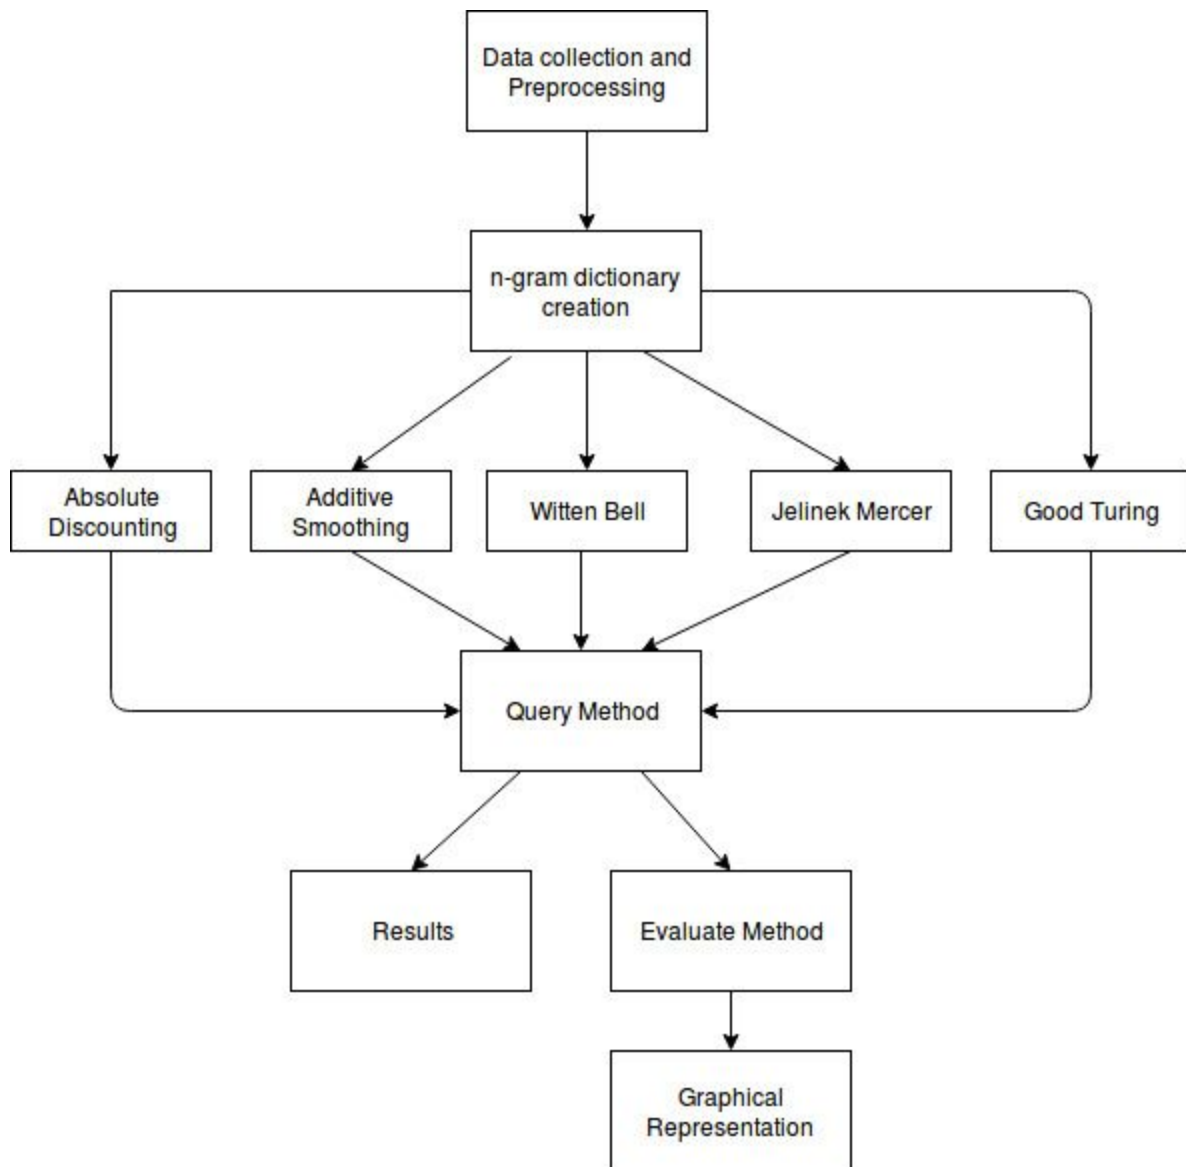 Data collection and
Preprocessing
n-gram dictionary
creation
Absolute
Discounting
Additive
Smoothing
Witten Bell
Jelinek Mercer
Good Turing
Query Method
Results
Evaluate Method
Graphical
Representation